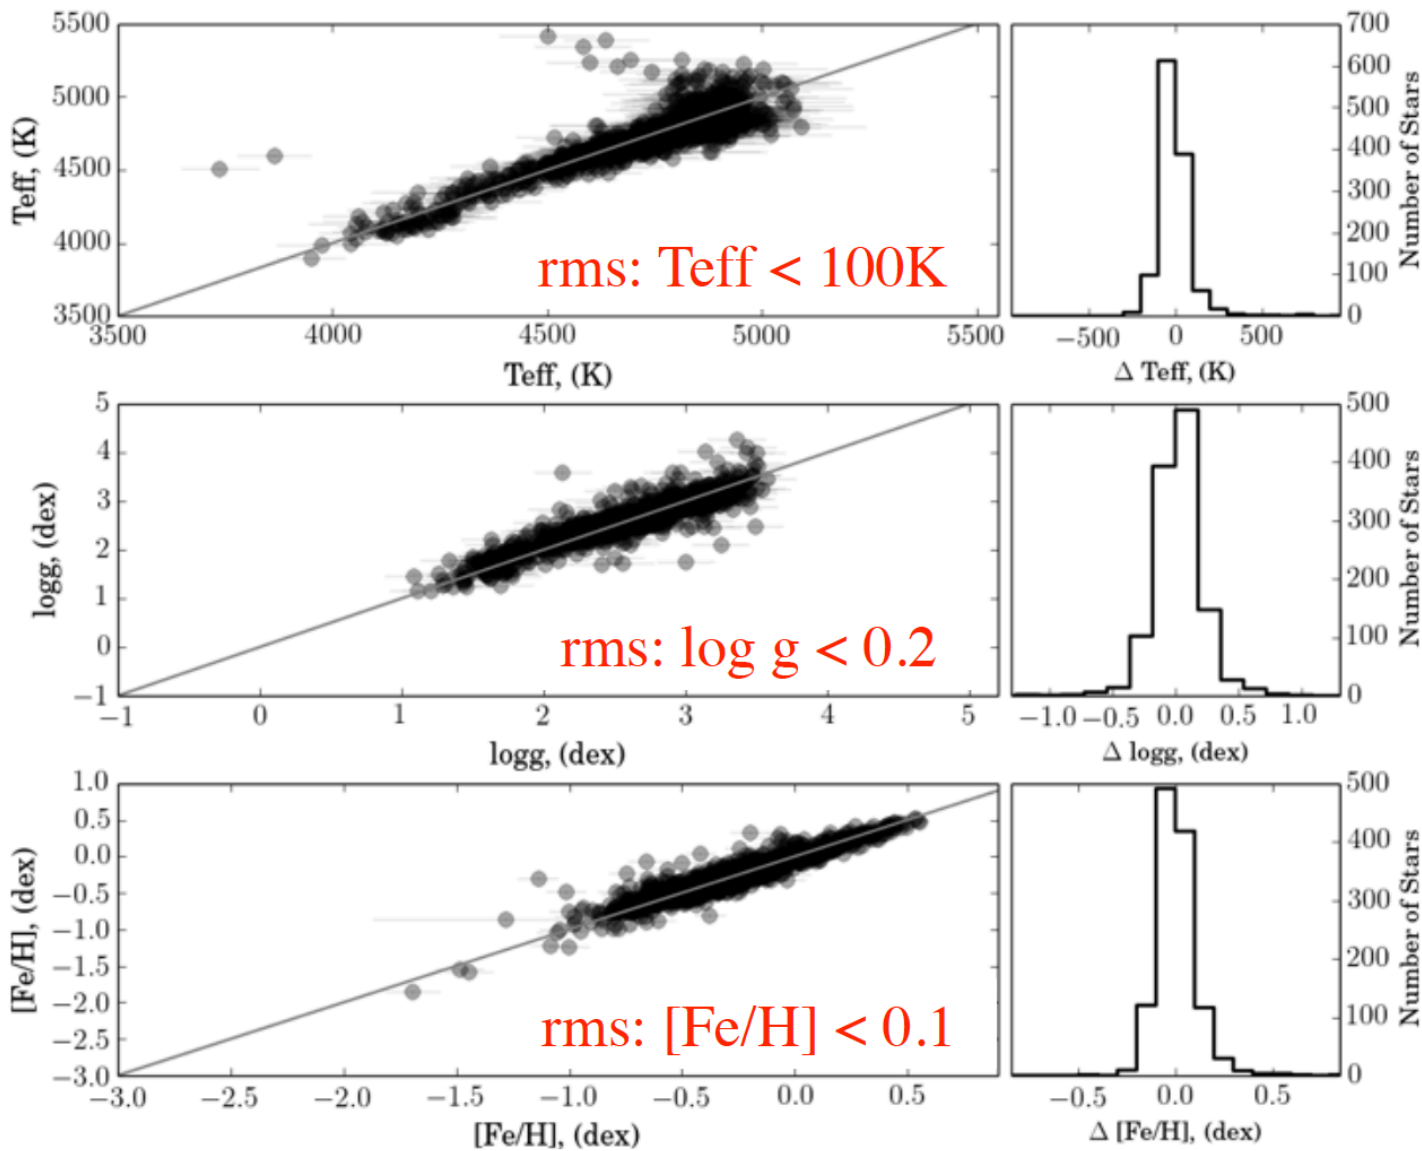 5500
5000
4500
4000
3500
Teff, (K)
3500 4000 4500 5000 5500
Teff, (K)
rms: Teff < 100K
700
600
500
400
300
200
100
0
Number of Stars
−500 0 500
Δ Teff, (K)
5
4
3
2
1
0
−1
logg, (dex)
−1 0 1 2 3 4 5
logg, (dex)
rms: log g < 0.2
500
400
300
200
100
0
Number of Stars
−1.0 −0.5 0.0 0.5 1.0
Δ logg, (dex)
1.0
0.5
0.0
−0.5
−1.0
−1.5
−2.0
−2.5
−3.0
[Fe/H], (dex)
−3.0 −2.5 −2.0 −1.5 −1.0 −0.5 0.0 0.5
[Fe/H], (dex)
rms: [Fe/H] < 0.1
500
400
300
200
100
0
Number of Stars
−0.5 0.0 0.5
Δ [Fe/H], (dex)